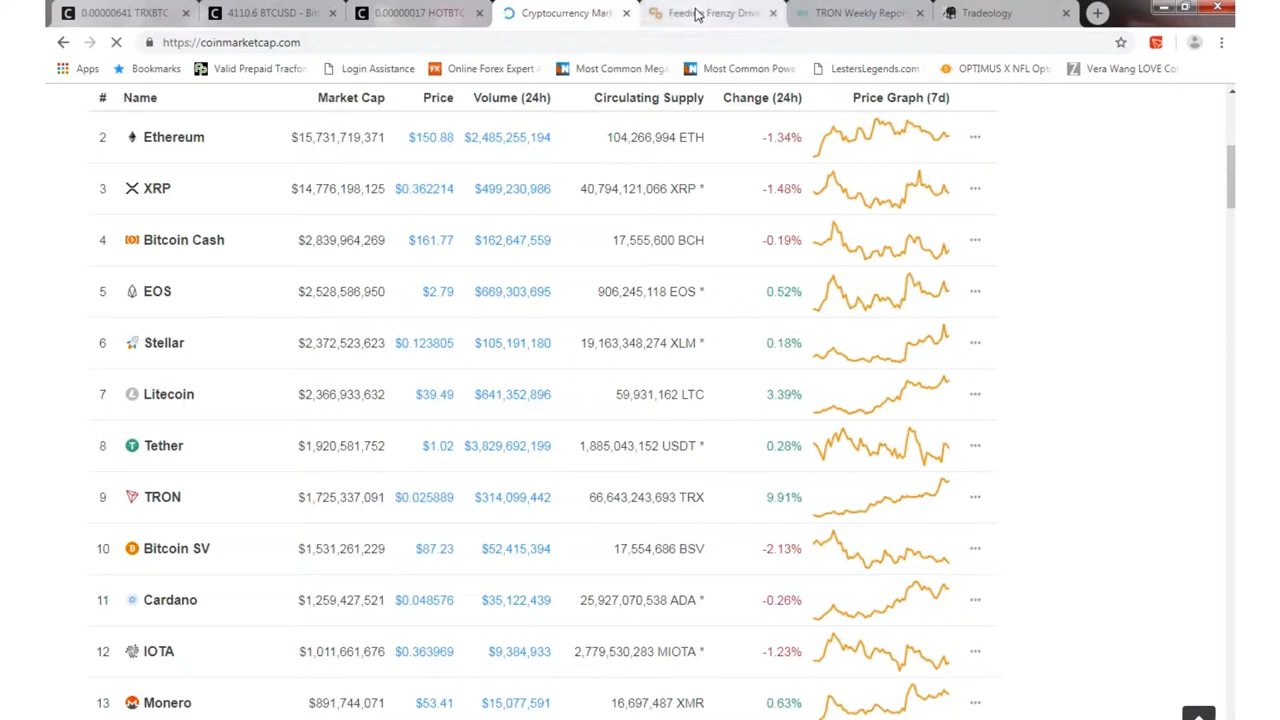 0.00000641 TRXBTC
4110.6 BTCUSD - Bit
0.00000017 HOTBTC
Cryptocurrency Mark
Feeding Frenzy Drive
TRON Weekly Report
Tradeology
https://coinmarketcap.com
Apps Bookmarks Valid Prepaid Tracfor Login Assistance Online Forex Expert A Most Common Mega Most Common Powe LestersLegends.com OPTIMUS X NFL Opti Vera Wang LOVE Co
# Name Market Cap Price Volume (24h) Circulating Supply Change (24h) Price Graph (7d)
2 Ethereum $15,731,719,371 $150.88 $2,485,255,194 104,266,994 ETH -1.34%
3 XRP $14,776,198,125 $0.362214 $499,230,986 40,794,121,066 XRP * -1.48%
4 Bitcoin Cash $2,839,964,269 $161.77 $162,647,559 17,555,600 BCH -0.19%
5 EOS $2,528,586,950 $2.79 $669,303,695 906,245,118 EOS * 0.52%
6 Stellar $2,372,523,623 $0.123805 $105,191,180 19,163,348,274 XLM * 0.18%
7 Litecoin $2,366,933,632 $39.49 $641,352,896 59,931,162 LTC 3.39%
8 Tether $1,920,581,752 $1.02 $3,829,692,199 1,885,043,152 USDT * 0.28%
9 TRON $1,725,337,091 $0.025889 $314,099,442 66,643,243,693 TRX 9.91%
10 Bitcoin SV $1,531,261,229 $87.23 $52,415,394 17,554,686 BSV -2.13%
11 Cardano $1,259,427,521 $0.048576 $35,122,439 25,927,070,538 ADA * -0.26%
12 IOTA $1,011,661,676 $0.363969 $9,384,933 2,779,530,283 MIOTA * -1.23%
13 Monero $891,744,071 $53.41 $15,077,591 16,697,487 XMR 0.63%